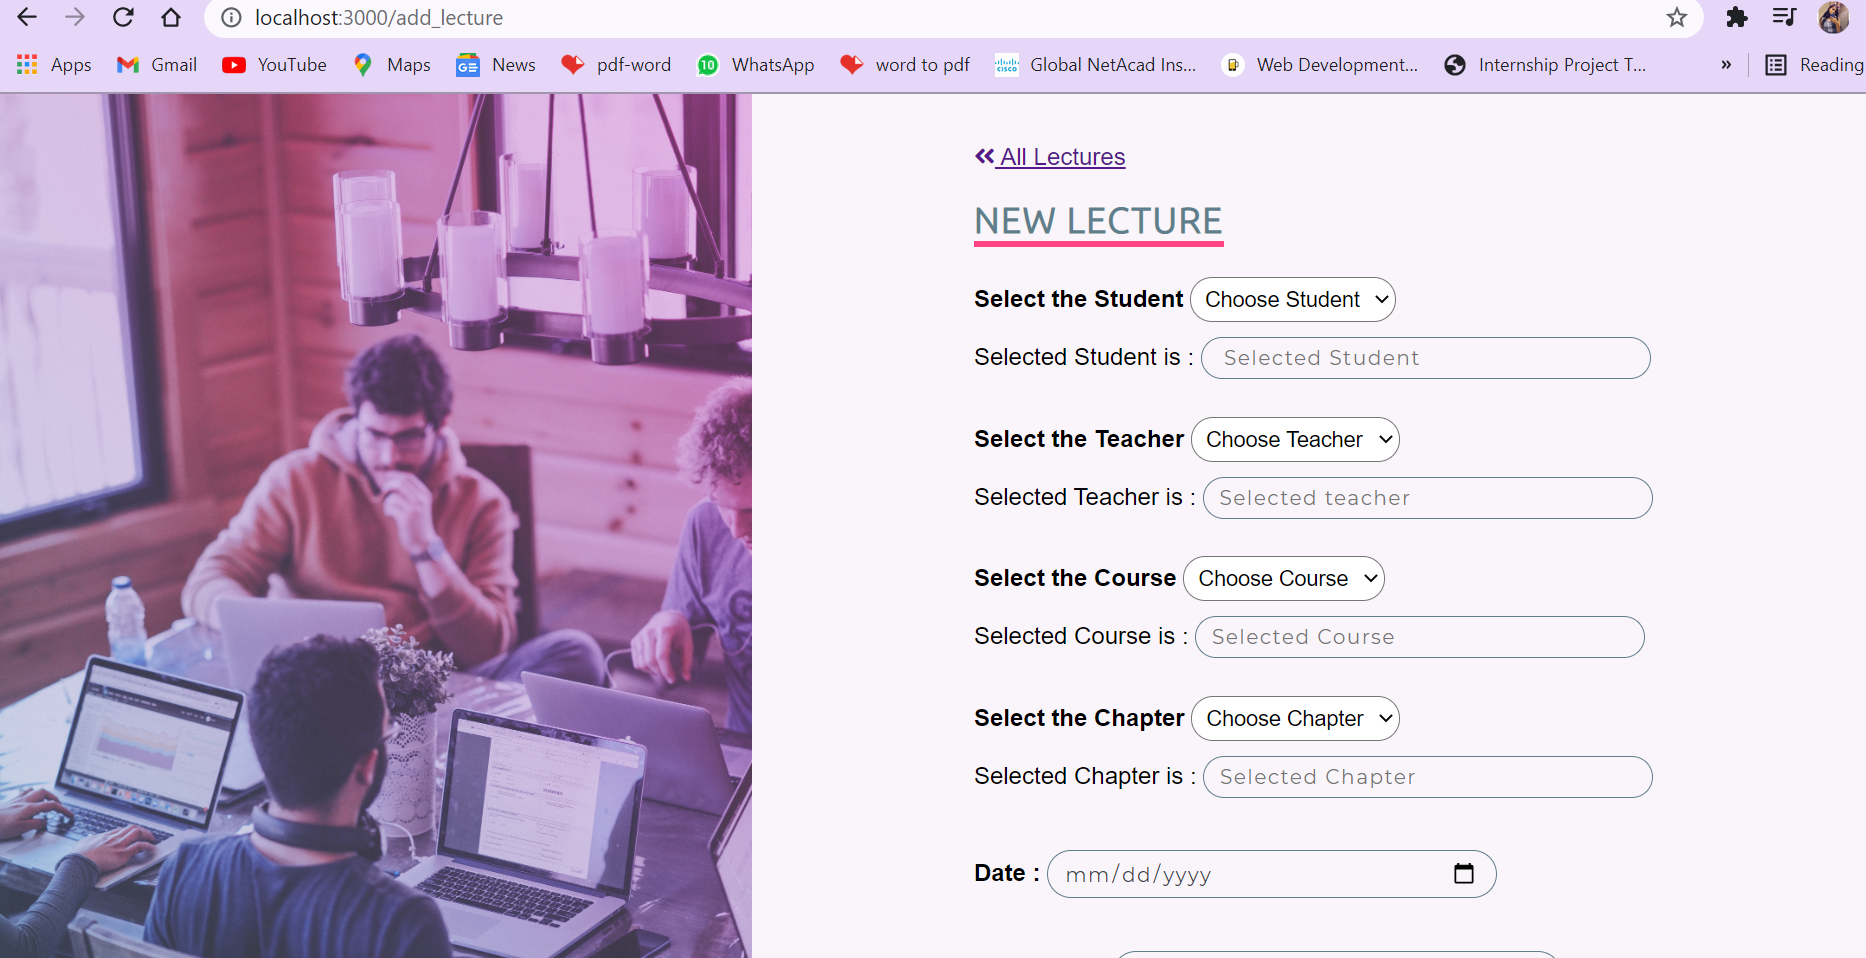 localhost:3000/add_lecture
Apps Gmail YouTube Maps News pdf-word 10 WhatsApp word to pdf cisco Global NetAcad Ins... Web Development... Internship Project T... » Reading
All Lectures
NEW LECTURE
Select the Student Choose Student
Selected Student is : Selected Student
Select the Teacher Choose Teacher
Selected Teacher is : Selected teacher
Select the Course Choose Course
Selected Course is : Selected Course
Select the Chapter Choose Chapter
Selected Chapter is : Selected Chapter
Date : mm/dd/yyyy